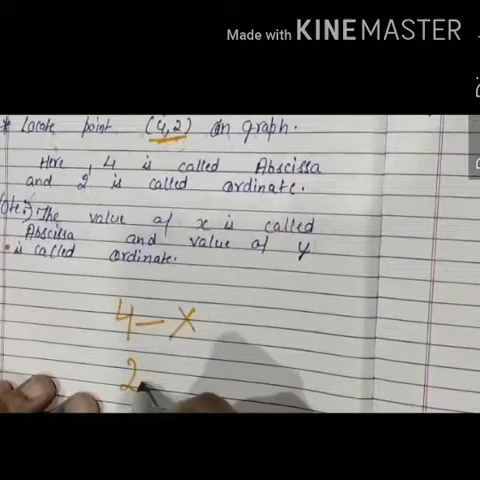 Made with KINEMASTER
* Locate point (4,2) on graph.
Here, 4 is called Abscissa
and 2 is called ordinate.
ote:) The value of x is called
Abscissa and value of y
is called ordinate.
4 — X
2